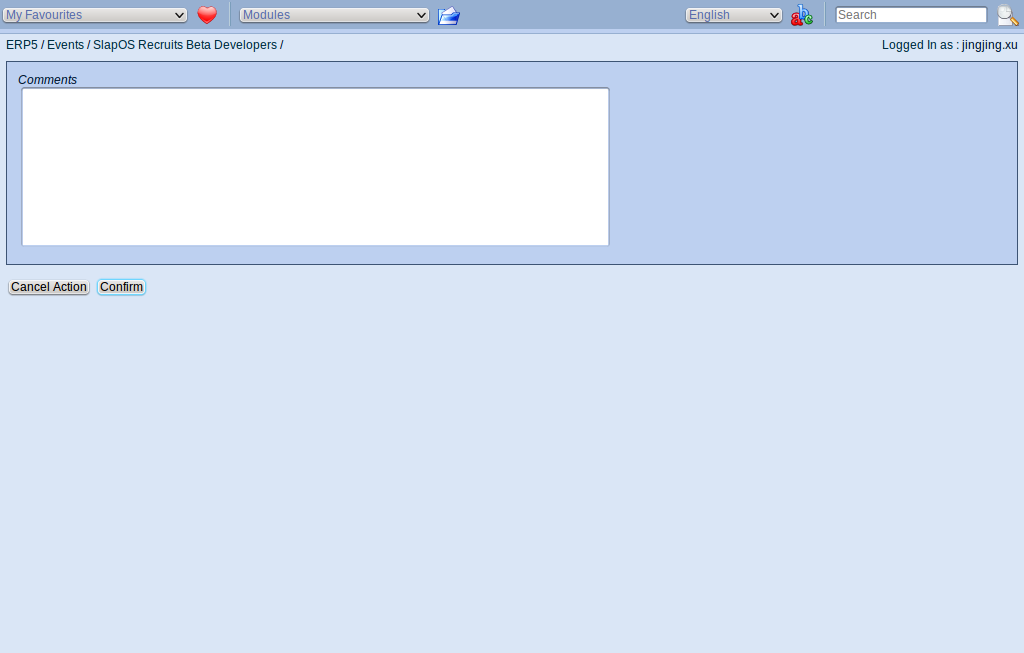 My Favourites Modules English Search
ERP5 / Events / SlapOS Recruits Beta Developers / Logged In as : jingjing.xu
Comments
Cancel Action Confirm